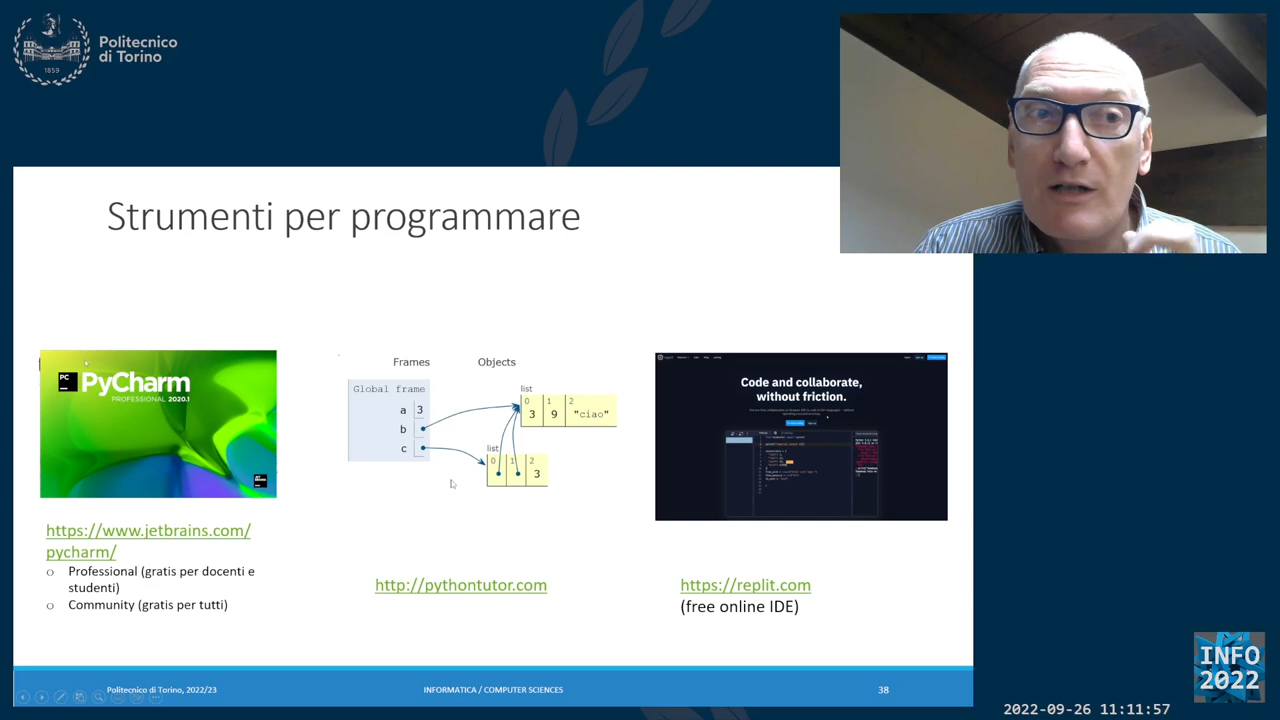 Politecnico
di Torino
1859
Strumenti per programmare
PC
PyCharm
PROFESSIONAL 2020.1
Frames
Objects
Global frame
a 3
b
c
list
0 1 2
3 9 "ciao"
list
0 1 2
3
Code and collaborate,
without friction.
https://www.jetbrains.com/
pycharm/
o Professional (gratis per docenti e
studenti)
o Community (gratis per tutti)
http://pythontutor.com
https://replit.com
(free online IDE)
Politecnico di Torino, 2022/23
INFORMATICA / COMPUTER SCIENCES
38
INFO
2022
2022-09-26 11:11:57